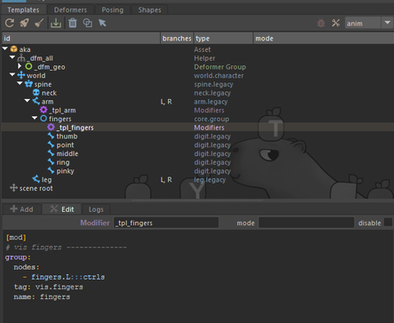 Templates Deformers Posing Shapes
anim
id branches type mode
aka Asset
_dfm_all Helper
_dfm_geo Deformer Group
world world.character
spine spine.legacy
neck neck.legacy
arm L, R arm.legacy
_tpl_arm Modifiers
fingers core.group
_tpl_fingers Modifiers
thumb digit.legacy
point digit.legacy
middle digit.legacy
ring digit.legacy
pinky digit.legacy
leg L, R leg.legacy
scene root
T
Y
Add Edit Logs
Modifier _tpl_fingers mode disable
[mod]
# vis fingers --------------
group:
nodes:
- fingers.L:::ctrls
tag: vis.fingers
name: fingers